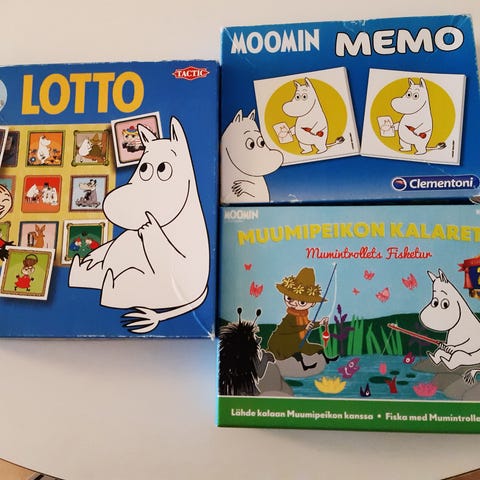 LOTTO
TACTIC
MOOMIN MEMO
Clementoni
MOOMIN
MUUMIPEIKON KALARET
Mumintrollets Fisketur
Lähde kalaan Muumipeikon kanssa • Fiska med Mumintrolle